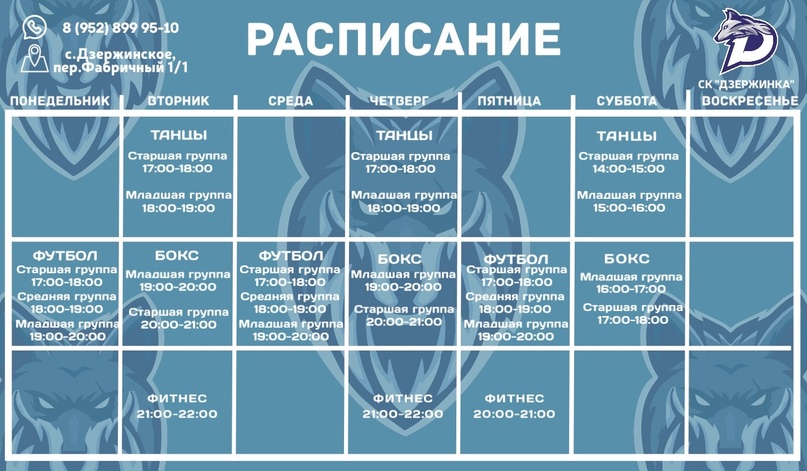 8 (952) 899 95-10
с.Дзержинское,
пер.Фабричный 1/1
РАСПИСАНИЕ
СК "ДЗЕРЖИНКА"
ПОНЕДЕЛЬНИК ВТОРНИК СРЕДА ЧЕТВЕРГ ПЯТНИЦА СУББОТА ВОСКРЕСЕНЬЕ
ТАНЦЫ
Старшая группа
17:00-18:00
Младшая группа
18:00-19:00
ТАНЦЫ
Старшая группа
17:00-18:00
Младшая группа
18:00-19:00
ТАНЦЫ
Старшая группа
14:00-15:00
Младшая группа
15:00-16:00
ФУТБОЛ
Старшая группа
17:00-18:00
Средняя группа
18:00-19:00
Младшая группа
19:00-20:00
БОКС
Младшая группа
19:00-20:00
Старшая группа
20:00-21:00
ФУТБОЛ
Старшая группа
17:00-18:00
Средняя группа
18:00-19:00
Младшая группа
19:00-20:00
БОКС
Младшая группа
19:00-20:00
Старшая группа
20:00-21:00
ФУТБОЛ
Старшая группа
17:00-18:00
Средняя группа
18:00-19:00
Младшая группа
19:00-20:00
БОКС
Младшая группа
16:00-17:00
Старшая группа
17:00-18:00
ФИТНЕС
21:00-22:00
ФИТНЕС
21:00-22:00
ФИТНЕС
20:00-21:00